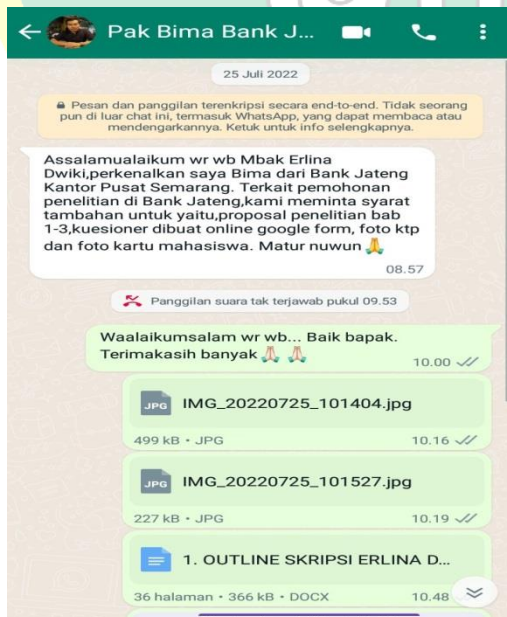 Pak Bima Bank J...
25 Juli 2022
Pesan dan panggilan terenkripsi secara end-to-end. Tidak seorang
pun di luar chat ini, termasuk WhatsApp, yang dapat membaca atau
mendengarkannya. Ketuk untuk info selengkapnya.
Assalamualaikum wr wb Mbak Erlina
Dwiki,perkenalkan saya Bima dari Bank Jateng
Kantor Pusat Semarang. Terkait pemohonan
penelitian di Bank Jateng,kami meminta syarat
tambahan untuk yaitu,proposal penelitian bab
1-3,kuesioner dibuat online google form, foto ktp
dan foto kartu mahasiswa. Matur nuwun 🙏
08.57
Panggilan suara tak terjawab pukul 09.53
Waalaikumsalam wr wb... Baik bapak.
Terimakasih banyak 🙏 🙏
10.00
JPG IMG_20220725_101404.jpg
499 kB • JPG 10.16
JPG IMG_20220725_101527.jpg
227 kB • JPG 10.19
1. OUTLINE SKRIPSI ERLINA D...
36 halaman • 366 kB • DOCX 10.48